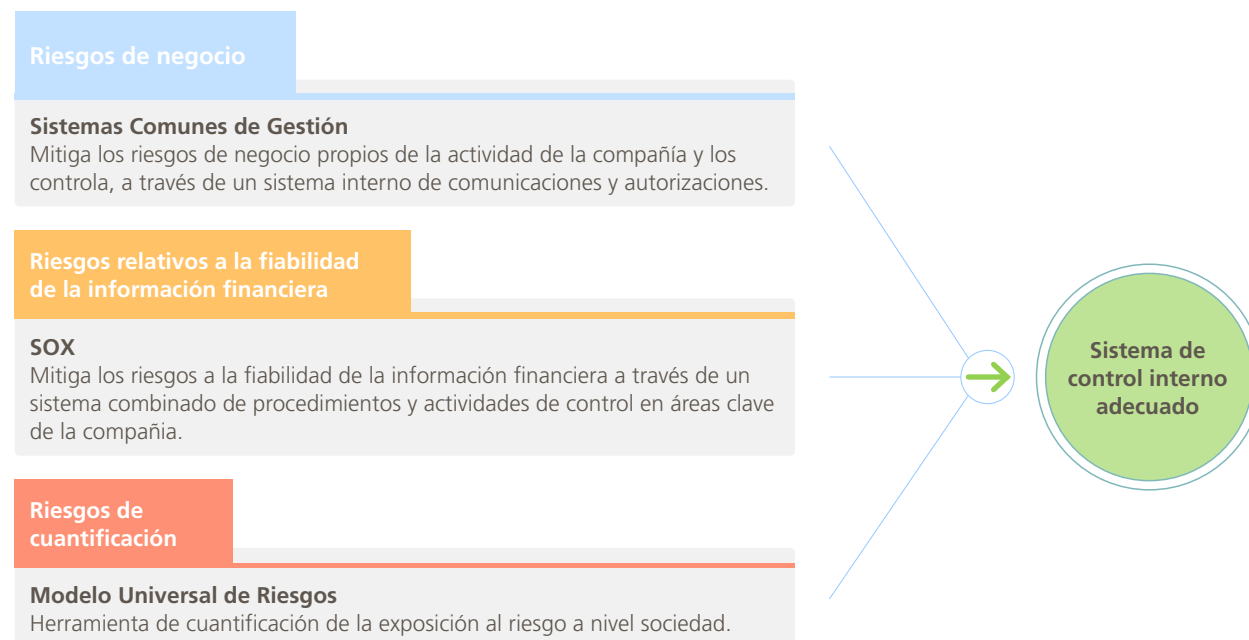 Riesgos de negocio
Sistemas Comunes de Gestión
Mitiga los riesgos de negocio propios de la actividad de la compañía y los
controla, a través de un sistema interno de comunicaciones y autorizaciones.
Riesgos relativos a la fiabilidad
de la información financiera
SOX
Mitiga los riesgos a la fiabilidad de la información financiera a través de un
sistema combinado de procedimientos y actividades de control en áreas clave
de la compañia.
Riesgos de
cuantificación
Modelo Universal de Riesgos
Herramienta de cuantificación de la exposición al riesgo a nivel sociedad.
Sistema de
control interno
adecuado